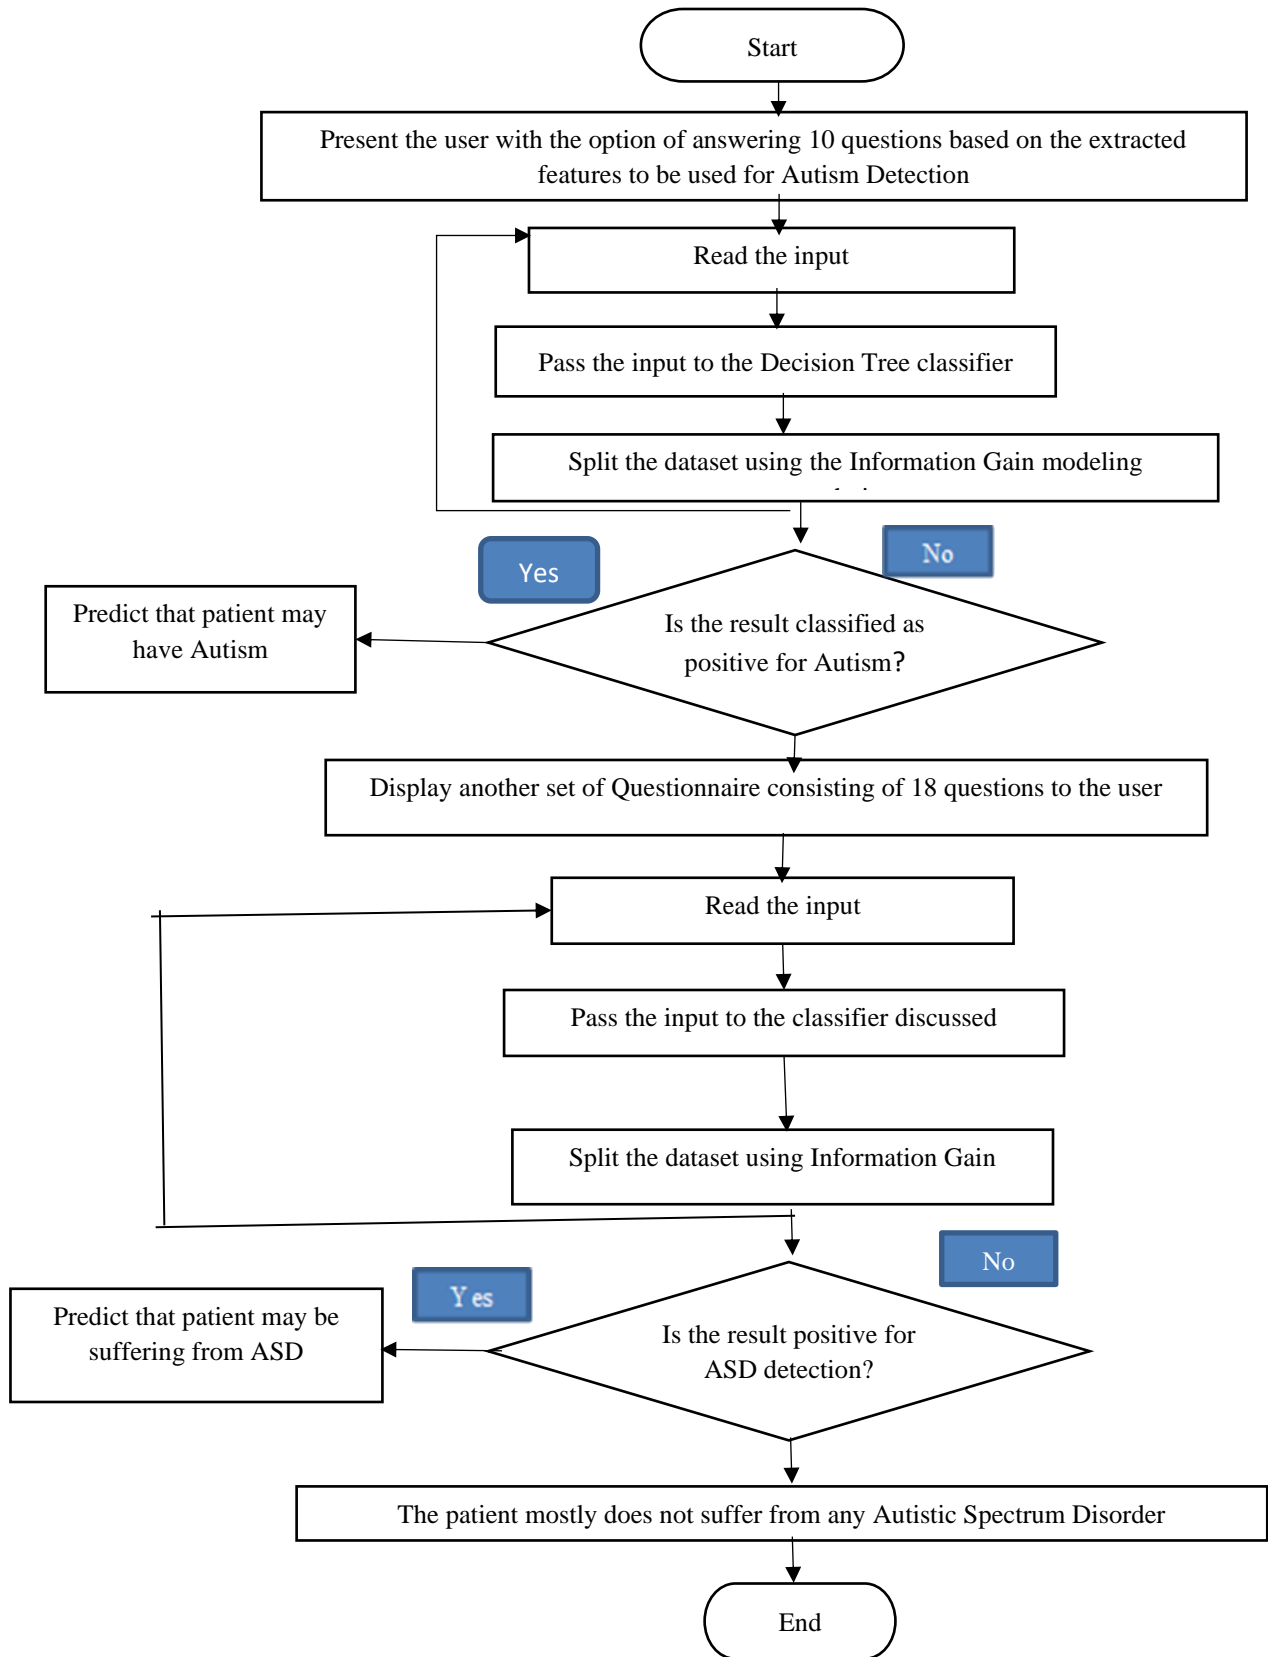 Start
Present the user with the option of answering 10 questions based on the extracted
features to be used for Autism Detection
Read the input
Pass the input to the Decision Tree classifier
Split the dataset using the Information Gain modeling
No
Yes
Is the result classified as
positive for Autism?
Predict that patient may
have Autism
Display another set of Questionnaire consisting of 18 questions to the user
Read the input
Pass the input to the classifier discussed
Split the dataset using Information Gain
No
Yes
Is the result positive for
ASD detection?
Predict that patient may be
suffering from ASD
The patient mostly does not suffer from any Autistic Spectrum Disorder
End